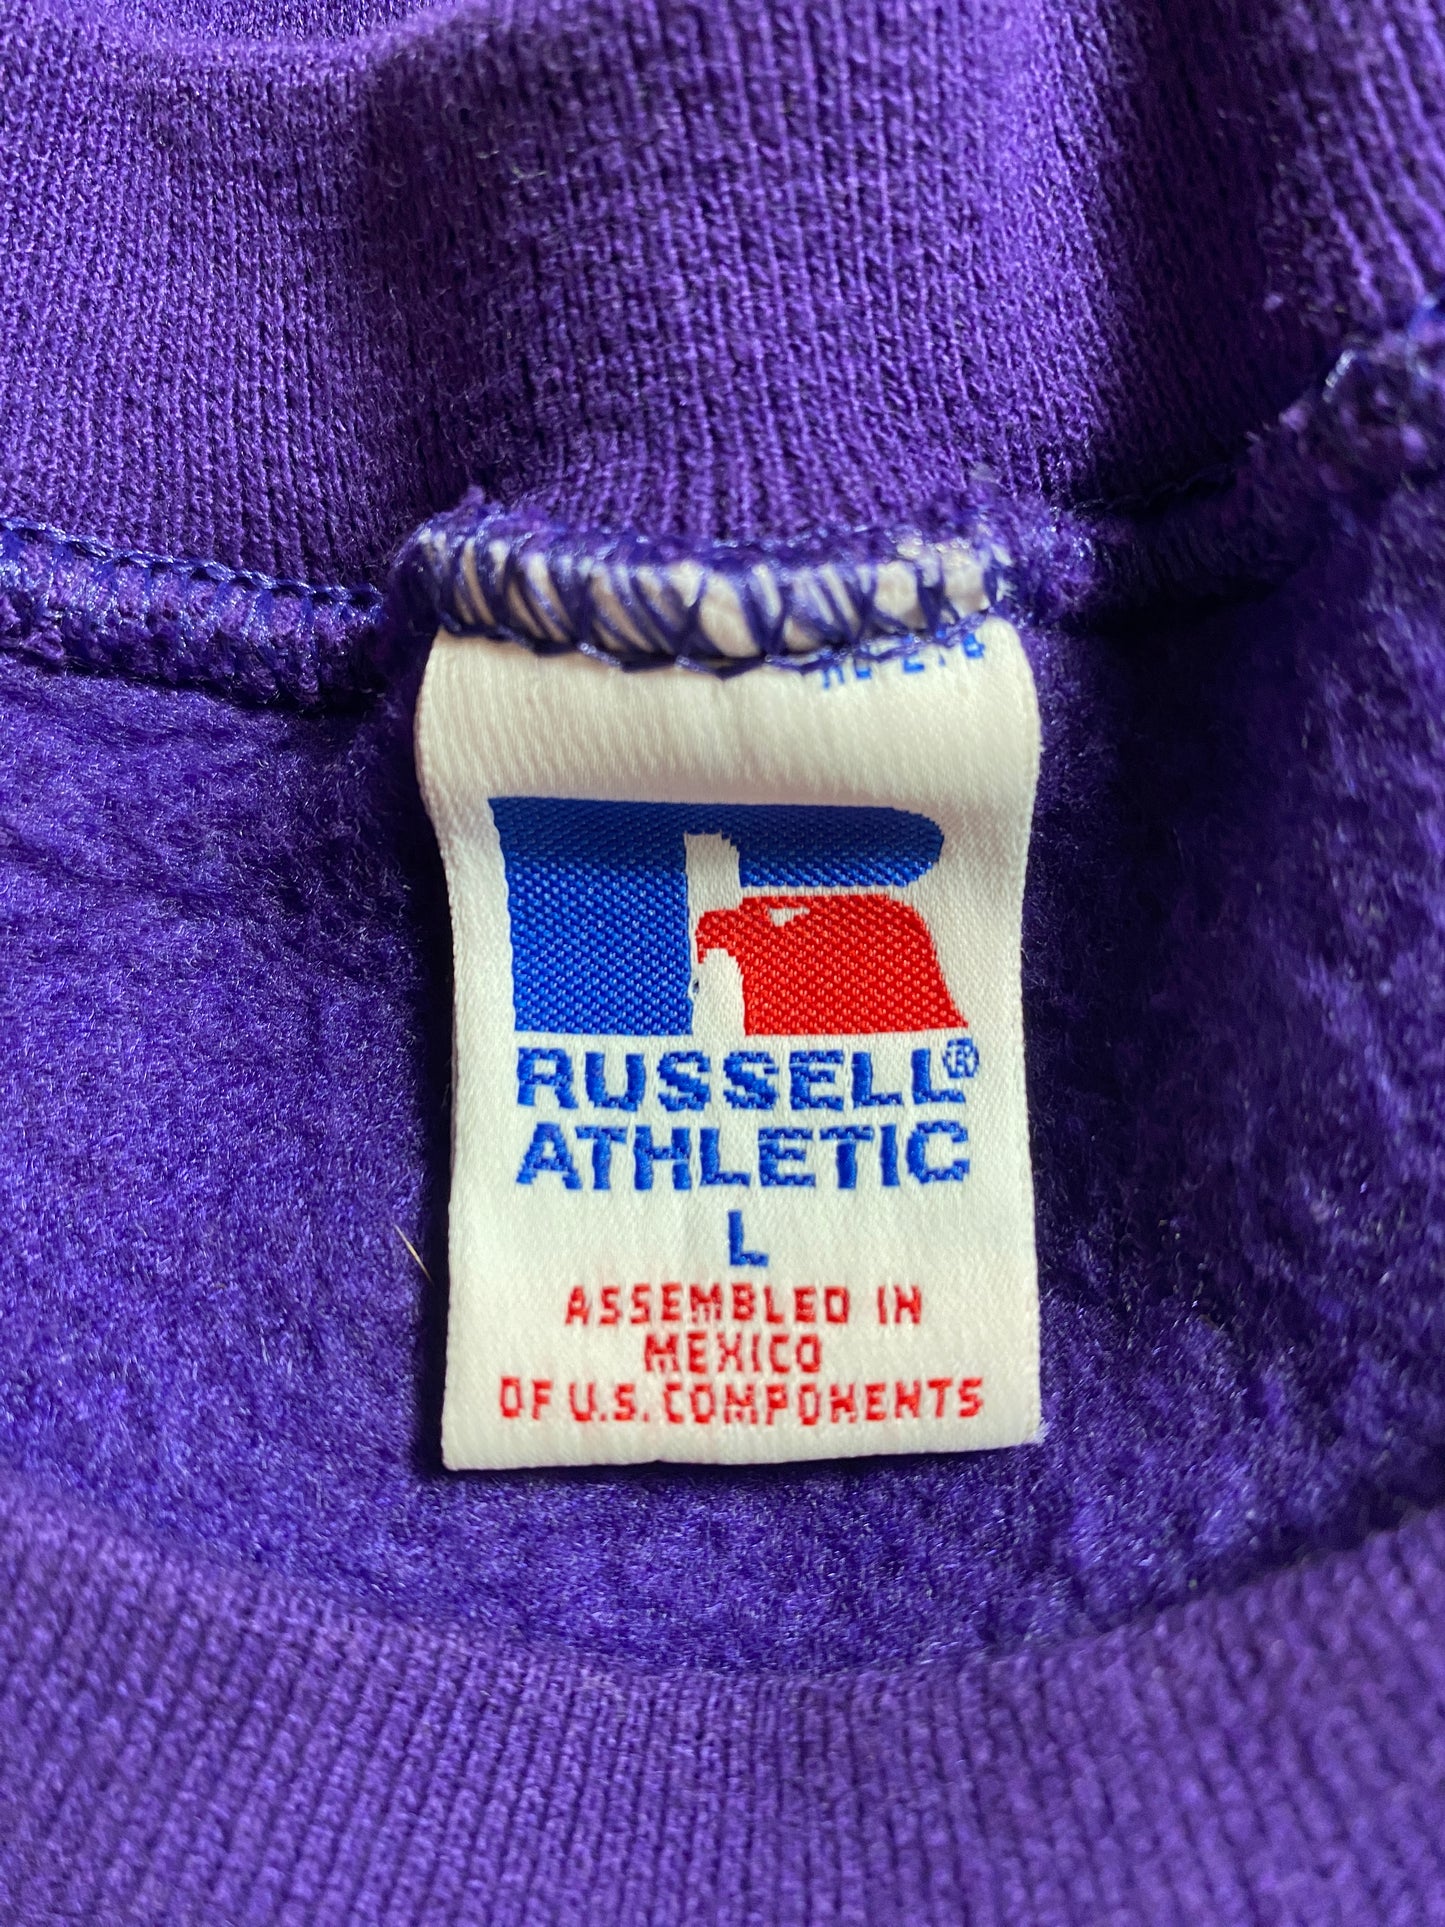 RUSSELL®
ATHLETIC
L
ASSEMBLED IN
MEXICO
OF U.S. COMPONENTS